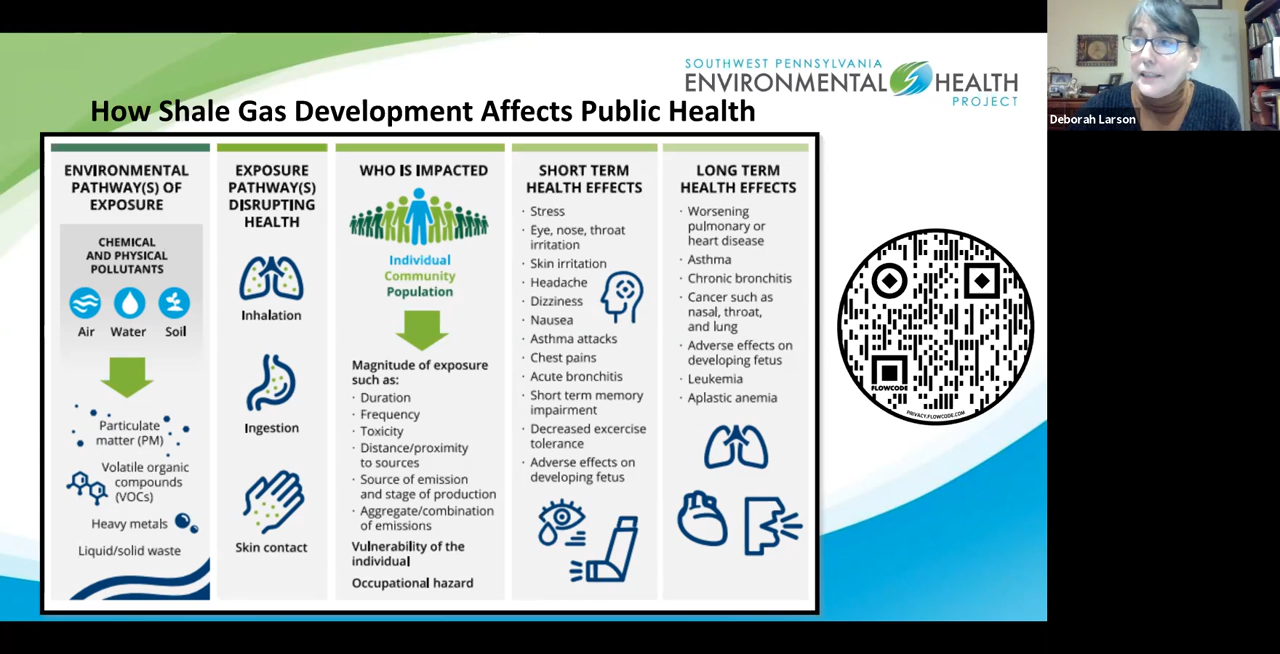 SOUTHWEST PENNSYLVANIA
ENVIRONMENTAL HEALTH
PROJECT
How Shale Gas Development Affects Public Health
ENVIRONMENTAL
PATHWAY(S) OF
EXPOSURE
CHEMICAL
AND PHYSICAL
POLLUTANTS
Air Water Soil
Particulate
matter (PM)
Volatile organic
compounds
(VOCs)
Heavy metals
Liquid/solid waste
EXPOSURE
PATHWAY(S)
DISRUPTING
HEALTH
Inhalation
Ingestion
Skin contact
WHO IS IMPACTED
Individual
Community
Population
Magnitude of exposure
such as:
· Duration
· Frequency
· Toxicity
· Distance/proximity
to sources
· Source of emission
and stage of production
· Aggregate/combination
of emissions
Vulnerability of the
individual
Occupational hazard
SHORT TERM
HEALTH EFFECTS
· Stress
· Eye, nose, throat
irritation
· Skin irritation
· Headache
· Dizziness
· Nausea
· Asthma attacks
· Chest pains
· Acute bronchitis
· Short term memory
impairment
· Decreased excercise
tolerance
· Adverse effects on
developing fetus
LONG TERM
HEALTH EFFECTS
· Worsening
pulmonary or
heart disease
· Asthma
· Chronic bronchitis
· Cancer such as
nasal, throat,
and lung
· Adverse effects on
developing fetus
· Leukemia
· Aplastic anemia
FLOWCODE
PRIVACY.FLOWCODE.COM
Deborah Larson